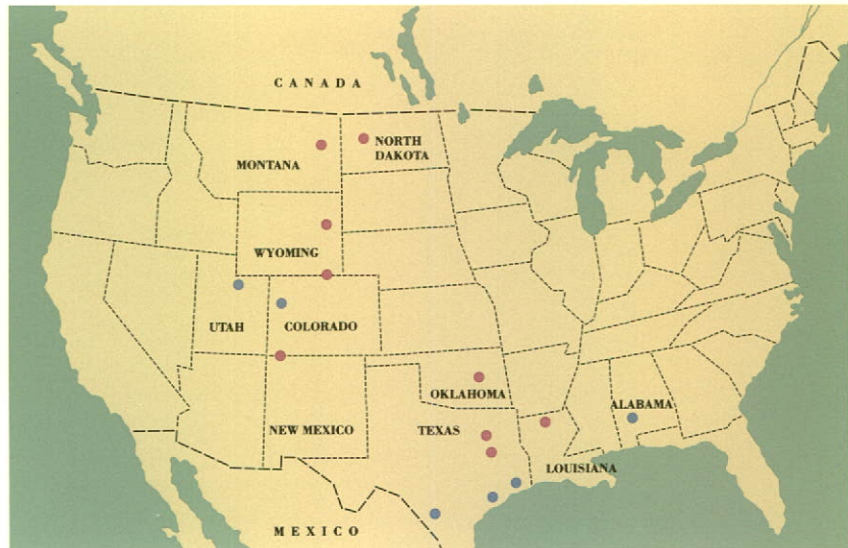 CANADA
MONTANA
NORTH
DAKOTA
WYOMING
UTAH
COLORADO
OKLAHOMA
ALABAMA
NEW MEXICO
TEXAS
LOUISIANA
MEXICO